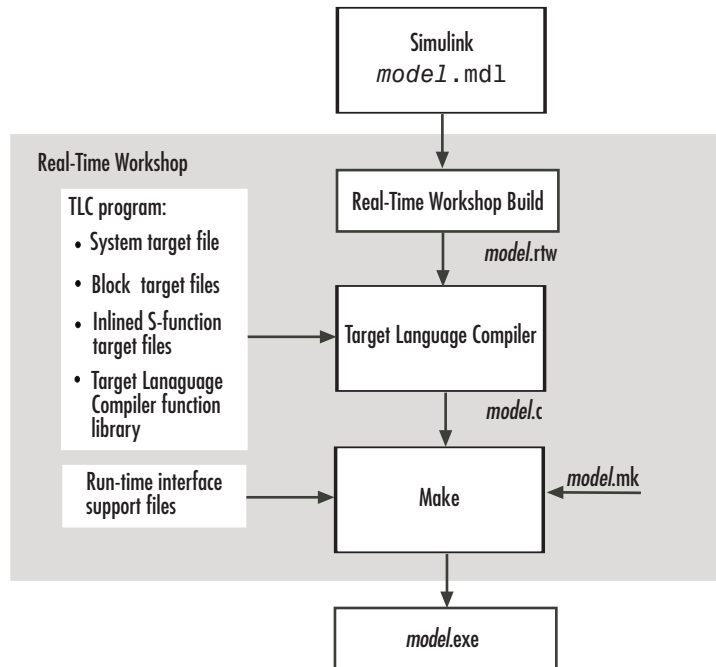 Simulink
model.mdl
Real-Time Workshop
Real-Time Workshop Build
TLC program:
• System target file
• Block target files
• Inlined S-function
target files
• Target Lanaguage
Compiler function
library
model.rtw
Target Language Compiler
model.c
Run-time interface
support files
Make
model.mk
model.exe